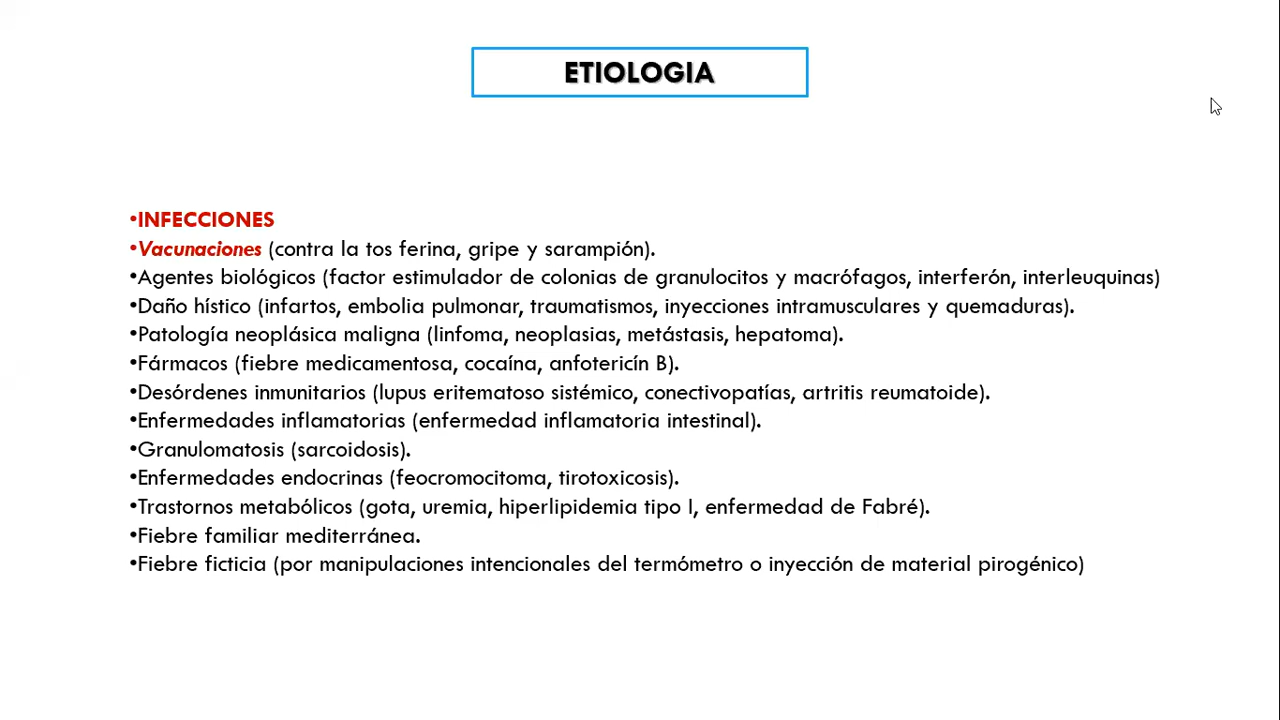 ETIOLOGIA
•INFECCIONES
•Vacunaciones (contra la tos ferina, gripe y sarampión).
•Agentes biológicos (factor estimulador de colonias de granulocitos y macrófagos, interferón, interleuquinas)
•Daño hístico (infartos, embolia pulmonar, traumatismos, inyecciones intramusculares y quemaduras).
•Patología neoplásica maligna (linfoma, neoplasias, metástasis, hepatoma).
•Fármacos (fiebre medicamentosa, cocaína, anfotericín B).
•Desórdenes inmunitarios (lupus eritematoso sistémico, conectivopatías, artritis reumatoide).
•Enfermedades inflamatorias (enfermedad inflamatoria intestinal).
•Granulomatosis (sarcoidosis).
•Enfermedades endocrinas (feocromocitoma, tirotoxicosis).
•Trastornos metabólicos (gota, uremia, hiperlipidemia tipo I, enfermedad de Fabré).
•Fiebre familiar mediterránea.
•Fiebre ficticia (por manipulaciones intencionales del termómetro o inyección de material pirogénico)